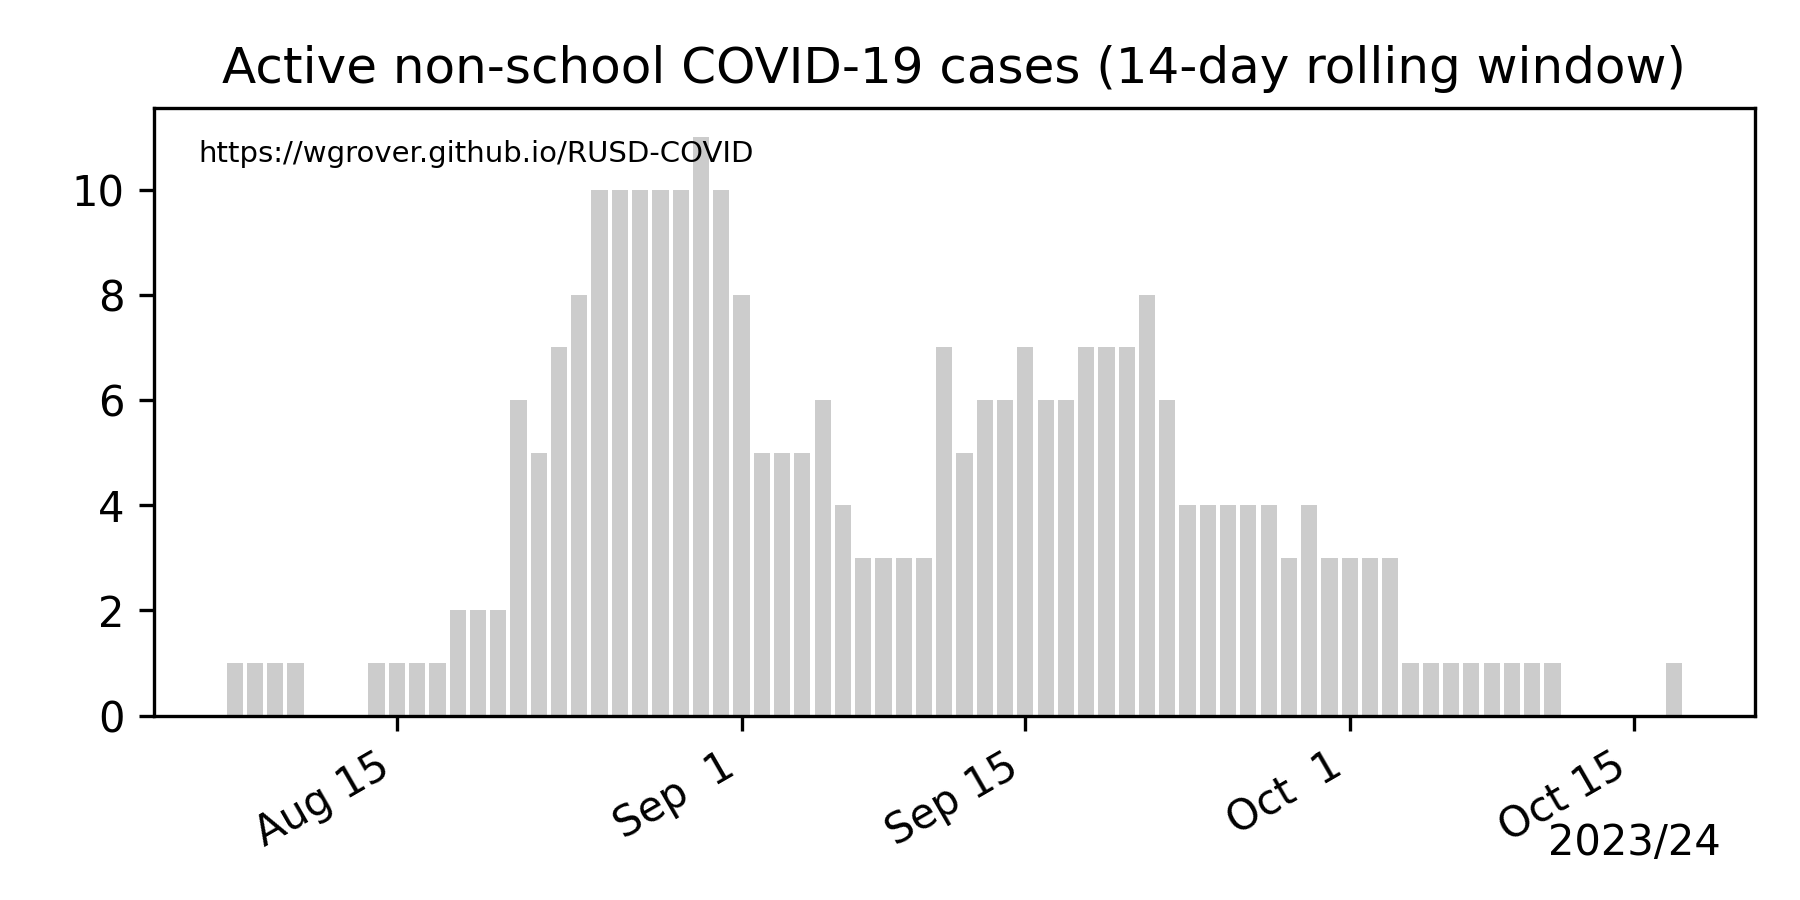 Active non-school COVID-19 cases (14-day rolling window)
https://wgrover.github.io/RUSD-COVID
10
8
6
4
2
0
Aug 15
Sep 1
Sep 15
Oct 1
Oct 15
2023/24